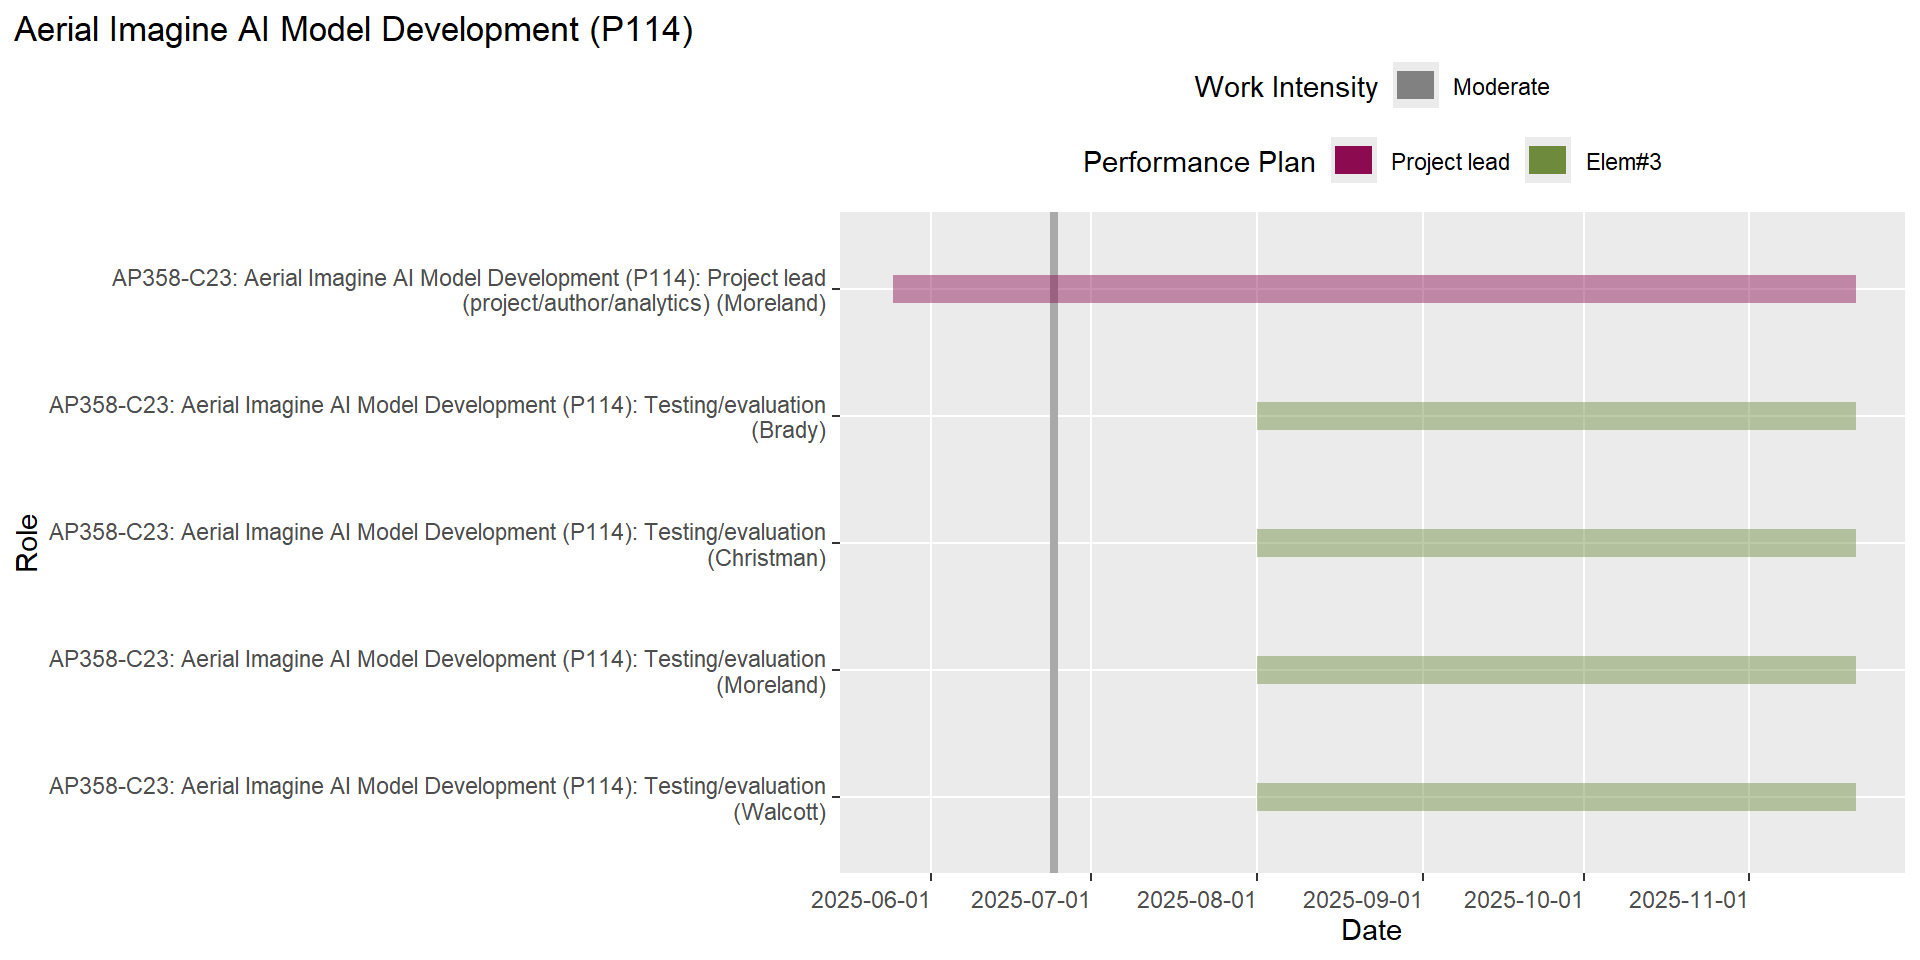 Aerial Imagine AI Model Development (P114)
Work Intensity Moderate
Performance Plan Project lead Elem#3
AP358-C23: Aerial Imagine AI Model Development (P114): Project lead
(project/author/analytics) (Moreland)
AP358-C23: Aerial Imagine AI Model Development (P114): Testing/evaluation
(Brady)
AP358-C23: Aerial Imagine AI Model Development (P114): Testing/evaluation
(Christman)
AP358-C23: Aerial Imagine AI Model Development (P114): Testing/evaluation
(Moreland)
AP358-C23: Aerial Imagine AI Model Development (P114): Testing/evaluation
(Walcott)
Role
2025-06-01 2025-07-01 2025-08-01 2025-09-01 2025-10-01 2025-11-01
Date